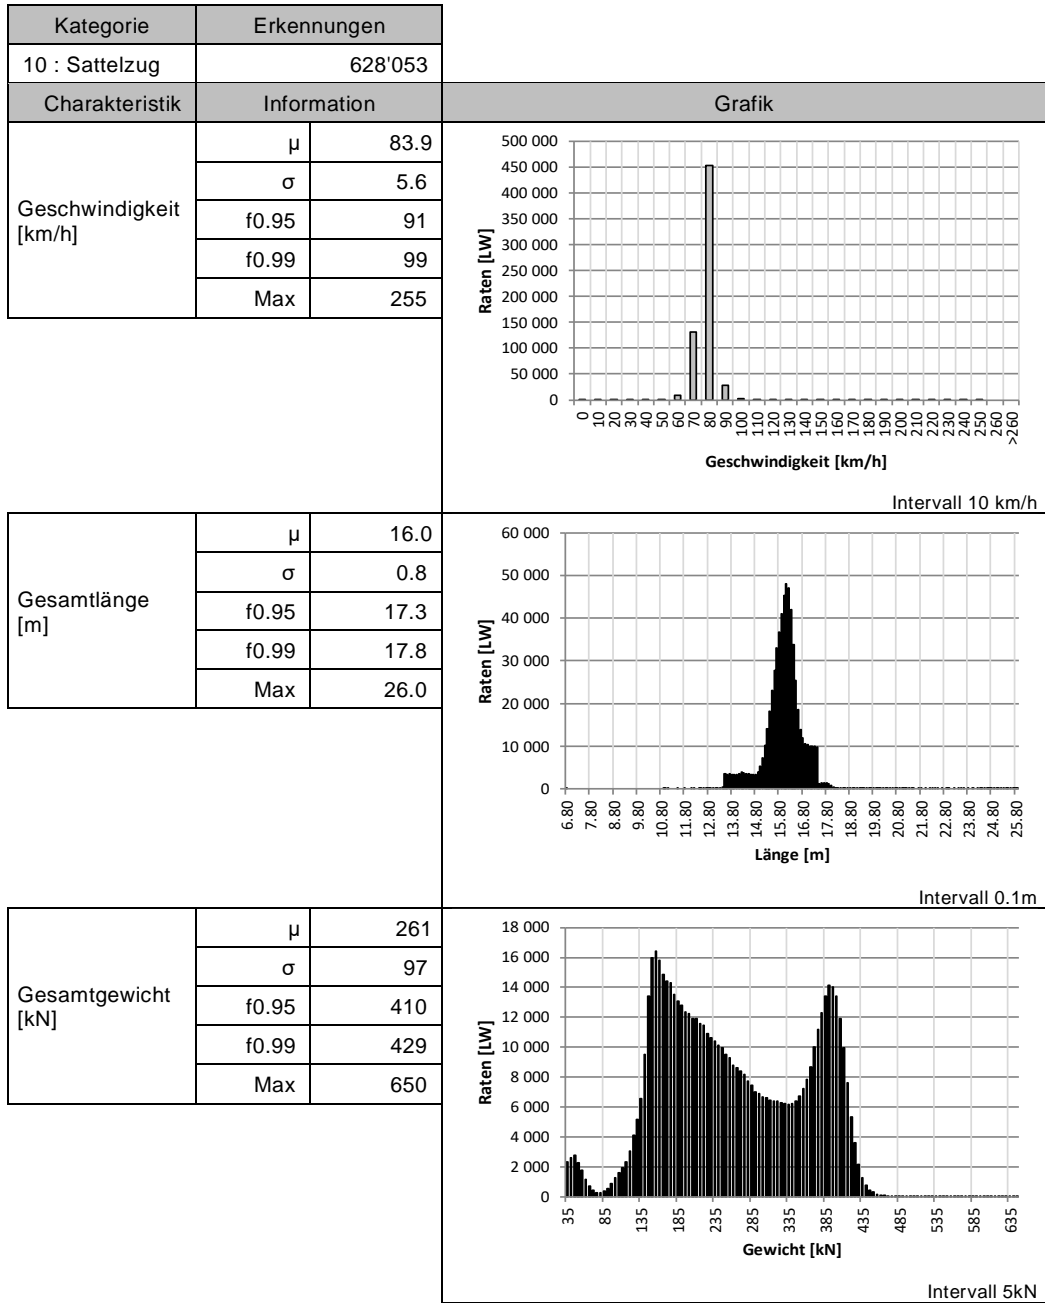 Kategorie Erkennungen
10 : Sattelzug 628'053
Charakteristik Information Grafik
Geschwindigkeit [km/h]
µ 83.9
σ 5.6
f0.95 91
f0.99 99
Max 255
500 000
450 000
400 000
350 000
300 000
250 000
200 000
150 000
100 000
50 000
0
Raten [LW]
0 10 20 30 40 50 60 70 80 90 100 110 120 130 140 150 160 170 180 190 200 210 220 230 240 250 260 >260
Geschwindigkeit [km/h]
Intervall 10 km/h
Gesamtlänge
[m]
µ 16.0
σ 0.8
f0.95 17.3
f0.99 17.8
Max 26.0
60 000
50 000
40 000
30 000
20 000
10 000
0
Raten [LW]
6.80 7.80 8.80 9.80 10.80 11.80 12.80 13.80 14.80 15.80 16.80 17.80 18.80 19.80 20.80 21.80 22.80 23.80 24.80 25.80
Länge [m]
Intervall 0.1m
Gesamtgewicht
[kN]
µ 261
σ 97
f0.95 410
f0.99 429
Max 650
18 000
16 000
14 000
12 000
10 000
8 000
6 000
4 000
2 000
0
Raten [LW]
35 85 135 185 235 285 335 385 435 485 535 585 635
Gewicht [kN]
Intervall 5kN